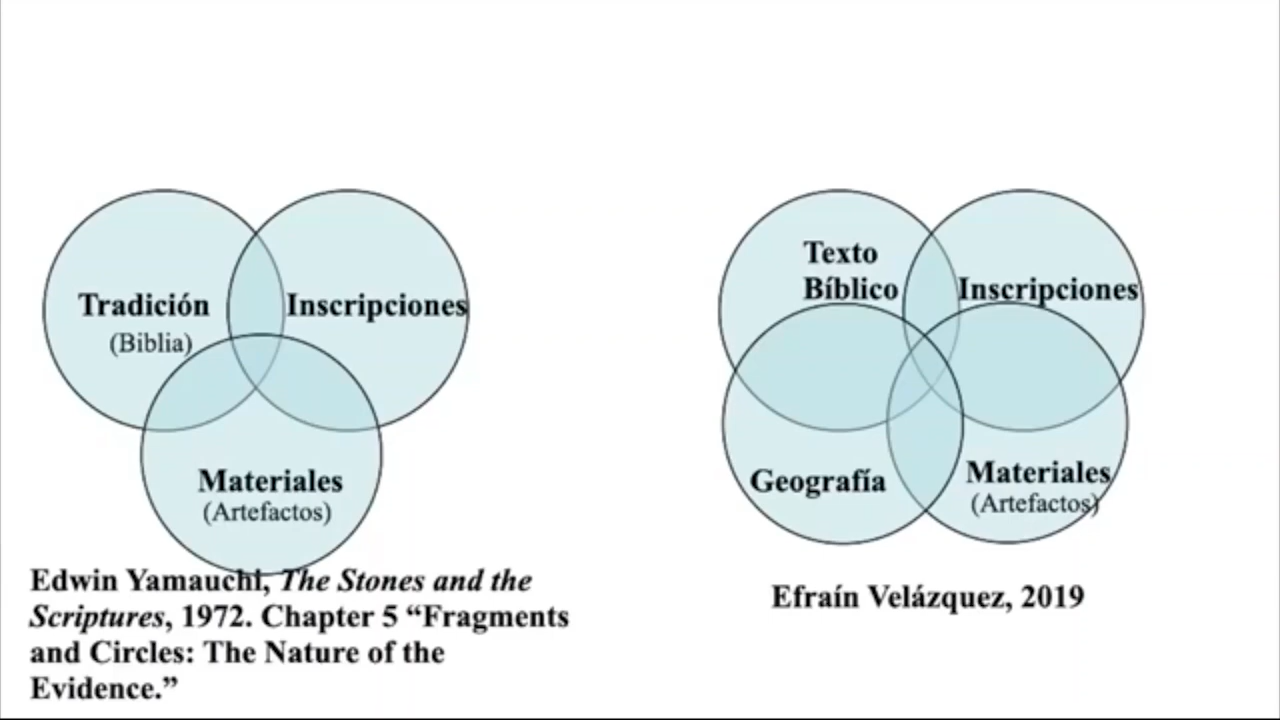 Tradición
(Biblia)
Inscripciones
Materiales
(Artefactos)
Edwin Yamauchi, The Stones and the
Scriptures, 1972. Chapter 5 “Fragments
and Circles: The Nature of the
Evidence.”
Texto
Bíblico
Inscripciones
Geografía
Materiales
(Artefactos)
Efraín Velázquez, 2019